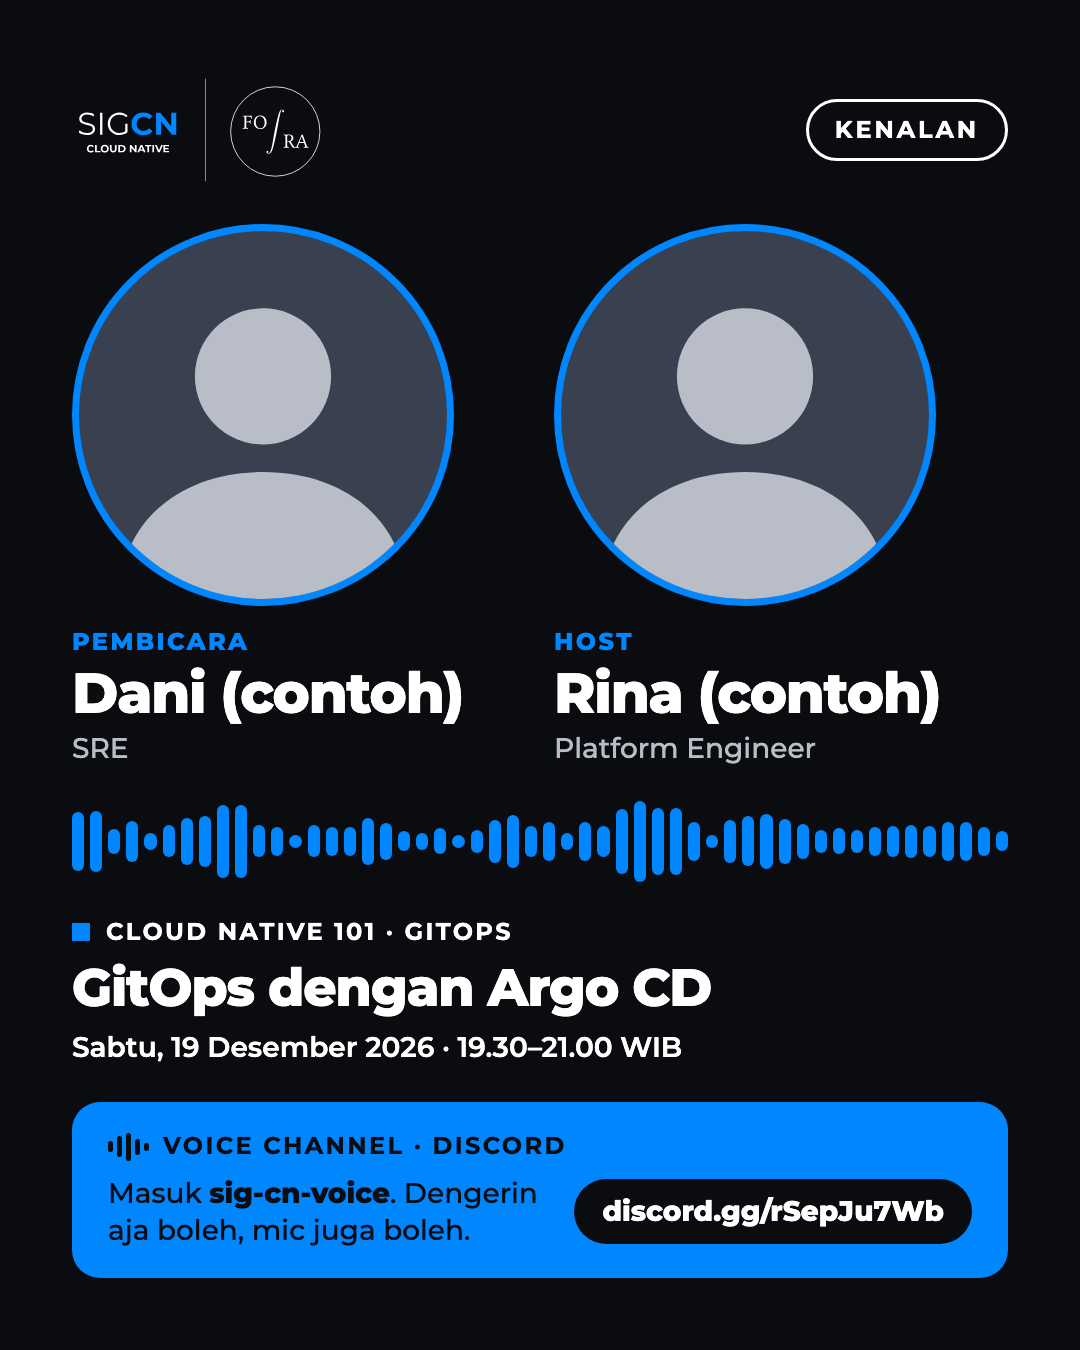 SIGCN
CLOUD NATIVE
FO
RA
KENALAN
PEMBICARA
Dani (contoh)
SRE
HOST
Rina (contoh)
Platform Engineer
CLOUD NATIVE 101 · GITOPS
GitOps dengan Argo CD
Sabtu, 19 Desember 2026 · 19.30–21.00 WIB
VOICE CHANNEL · DISCORD
Masuk sig-cn-voice. Dengerin
aja boleh, mic juga boleh.
discord.gg/rSepJu7Wb